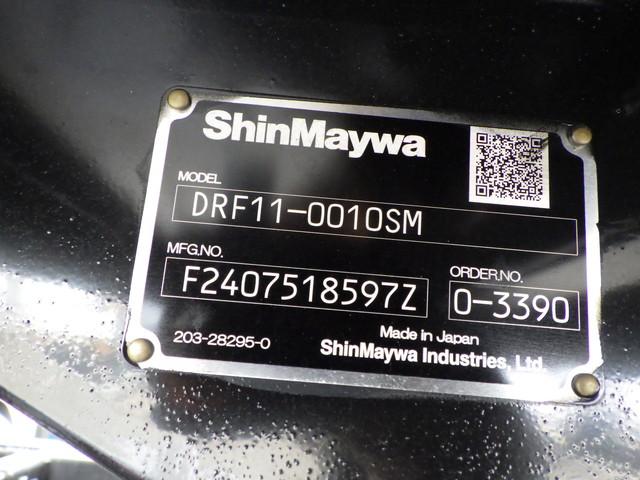 ShinMaywa
MODEL
DRF11-0010SM
MFG.NO.
F2407518597Z
ORDER.NO.
0-3390
203-28295-0
Made in Japan
ShinMaywa Industries, Ltd.